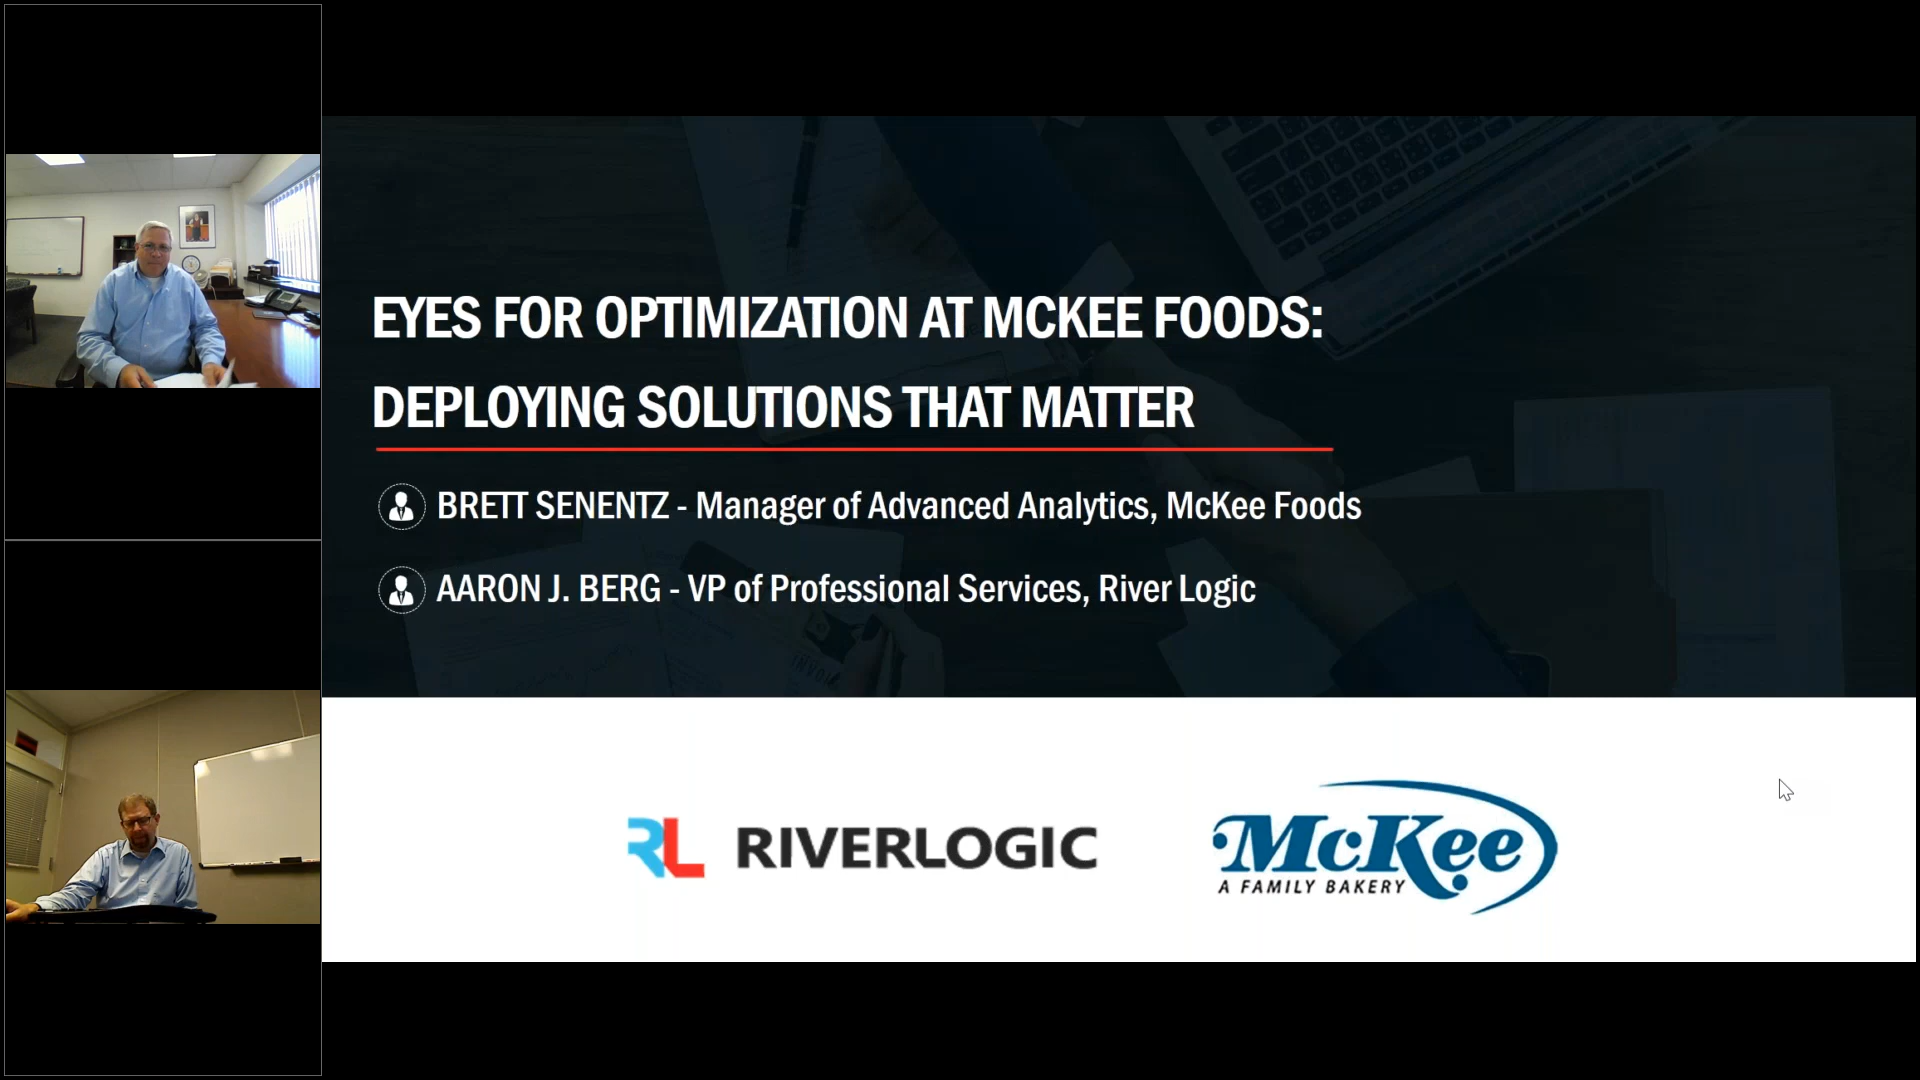 EYES FOR OPTIMIZATION AT MCKEE FOODS:
DEPLOYING SOLUTIONS THAT MATTER
BRETT SENENTZ - Manager of Advanced Analytics, McKee Foods
AARON J. BERG - VP of Professional Services, River Logic
RL RIVERLOGIC
McKee
A FAMILY BAKERY